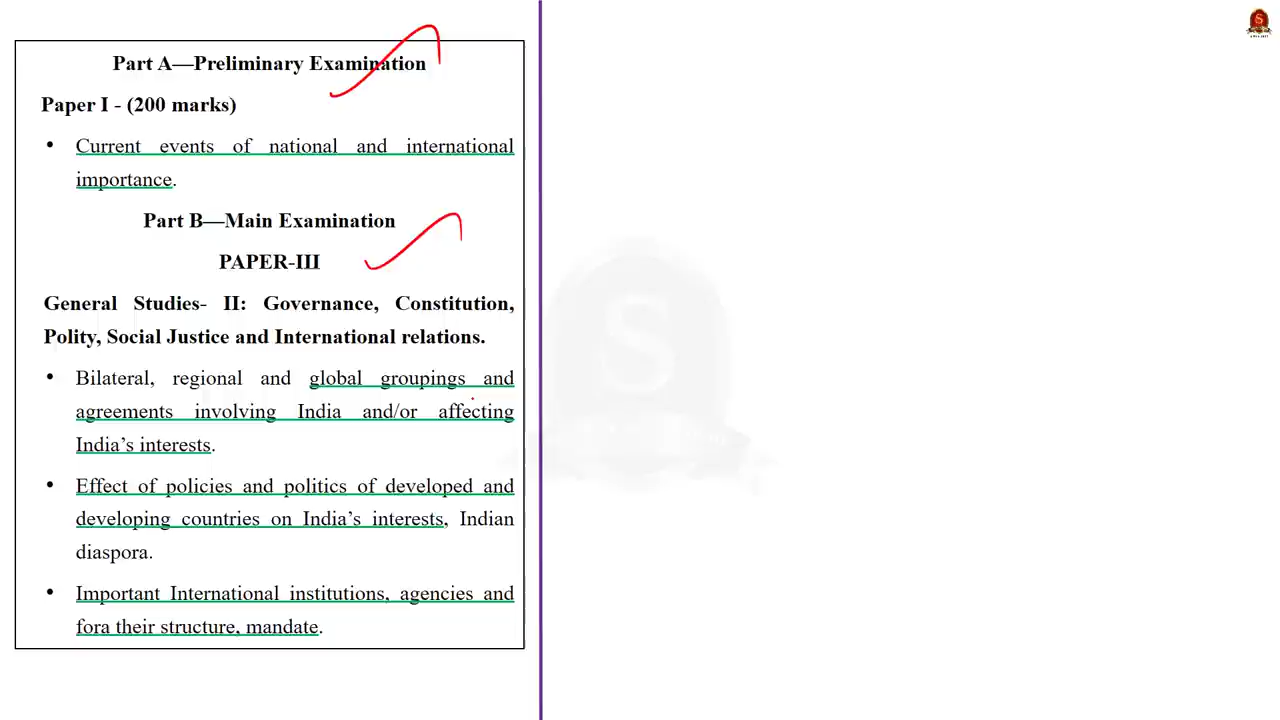 Part A—Preliminary Examination
Paper I - (200 marks)
• Current events of national and international
importance.
Part B—Main Examination
PAPER-III
General Studies- II: Governance, Constitution,
Polity, Social Justice and International relations.
• Bilateral, regional and global groupings and
agreements involving India and/or affecting
India’s interests.
• Effect of policies and politics of developed and
developing countries on India’s interests, Indian
diaspora.
• Important International institutions, agencies and
fora their structure, mandate.
S
S